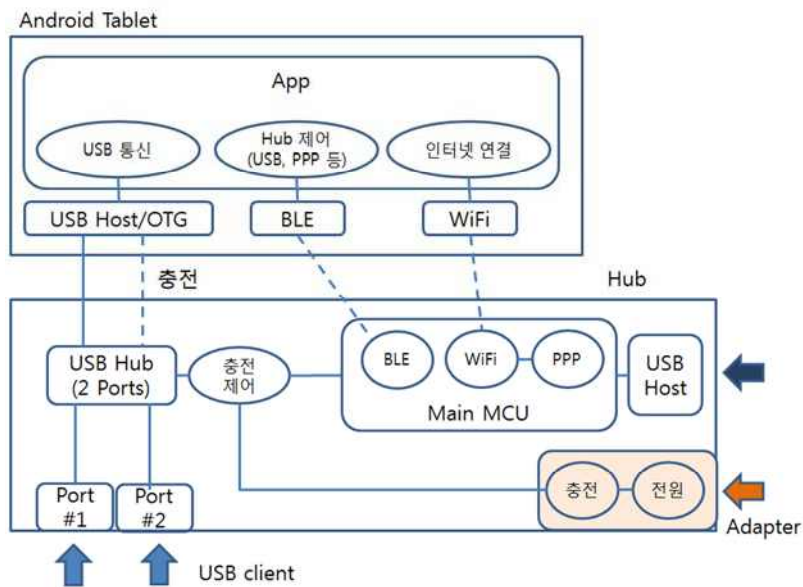 Android Tablet
App
USB 통신
Hub 제어
(USB, PPP 등)
인터넷 연결
USB Host/OTG
BLE
WiFi
충전
Hub
USB Hub
(2 Ports)
충전
제어
BLE
WiFi
PPP
Main MCU
USB
Host
Port
#1
Port
#2
충전
전원
Adapter
USB client